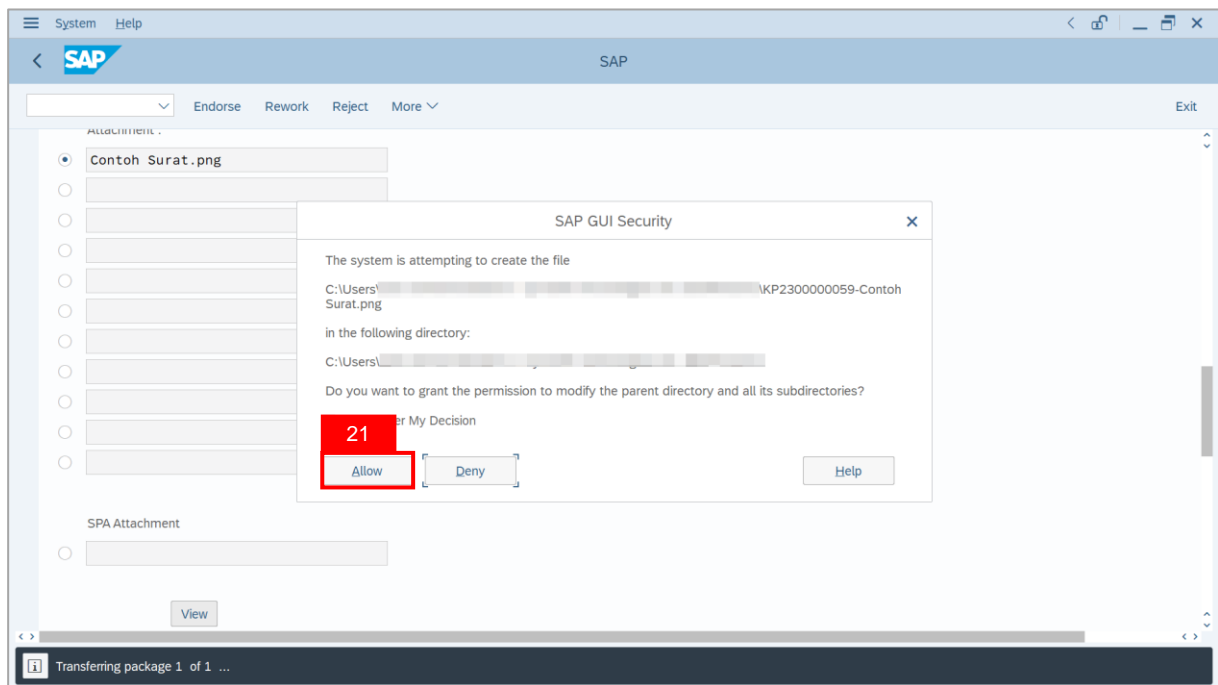 System Help
SAP
SAP
Endorse Rework Reject More Exit
Attachment :
Contoh Surat.png
SAP GUI Security
The system is attempting to create the file
C:\Users\ \KP2300000059-Contoh
Surat.png
in the following directory:
C:\Users\
Do you want to grant the permission to modify the parent directory and all its subdirectories?
My Decision
21
Allow Deny Help
SPA Attachment
View
Transferring package 1 of 1 ...